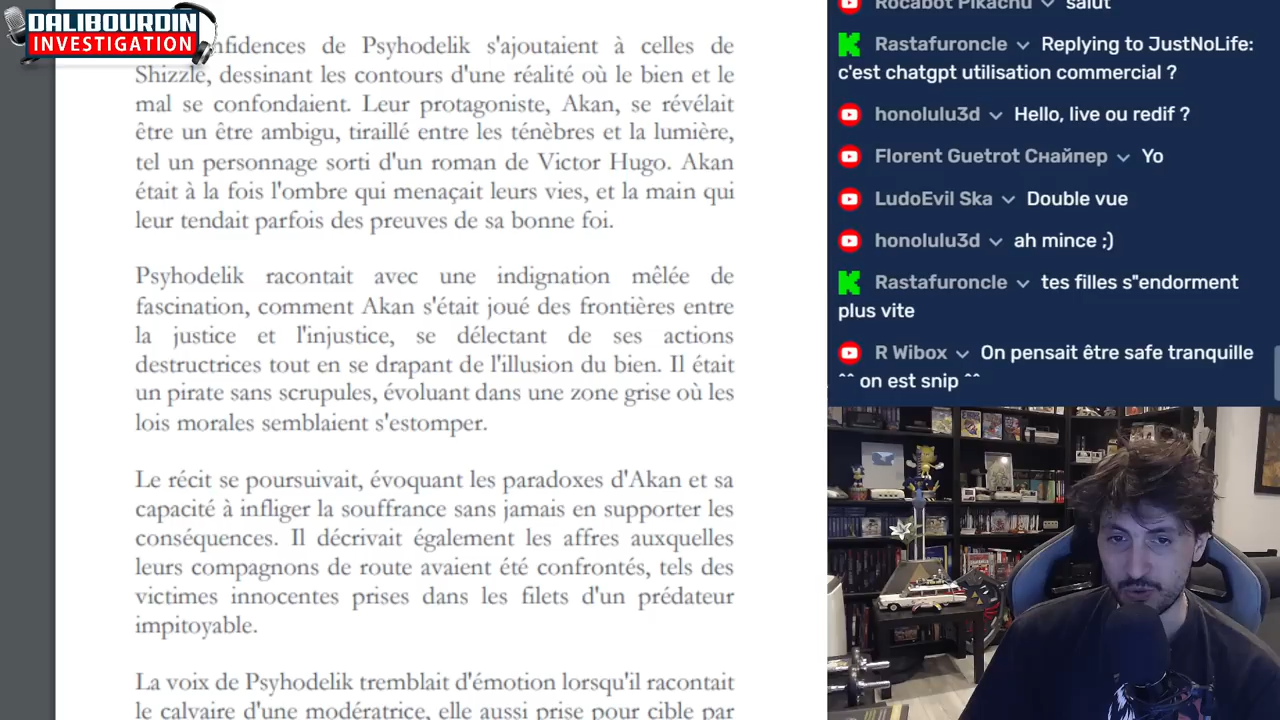 DALIBOURDIN
INVESTIGATION
nfidences de Psyhodelik s'ajoutaient à celles de
Shizzle, dessinant les contours d'une réalité où le bien et le
mal se confondaient. Leur protagoniste, Akan, se révélait
être un être ambigu, tiraillé entre les ténèbres et la lumière,
tel un personnage sorti d'un roman de Victor Hugo. Akan
était à la fois l'ombre qui menaçait leurs vies, et la main qui
leur tendait parfois des preuves de sa bonne foi.
Psyhodelik racontait avec une indignation mêlée de
fascination, comment Akan s'était joué des frontières entre
la justice et l'injustice, se délectant de ses actions
destructrices tout en se drapant de l'illusion du bien. Il était
un pirate sans scrupules, évoluant dans une zone grise où les
lois morales semblaient s'estomper.
Le récit se poursuivait, évoquant les paradoxes d'Akan et sa
capacité à infliger la souffrance sans jamais en supporter les
conséquences. Il décrivait également les affres auxquelles
leurs compagnons de route avaient été confrontés, tels des
victimes innocentes prises dans les filets d'un prédateur
impitoyable.
La voix de Psyhodelik tremblait d'émotion lorsqu'il racontait
le calvaire d'une modératrice, elle aussi prise pour cible par
Rocabot Pikachu salut
Rastafuroncle Replying to JustNoLife:
c'est chatgpt utilisation commercial ?
honolulu3d Hello, live ou redif ?
Florent Guetrot Снайпер Yo
LudoEvil Ska Double vue
honolulu3d ah mince ;)
Rastafuroncle tes filles s"endorment
plus vite
R Wibox On pensait être safe tranquille
^^ on est snip ^^